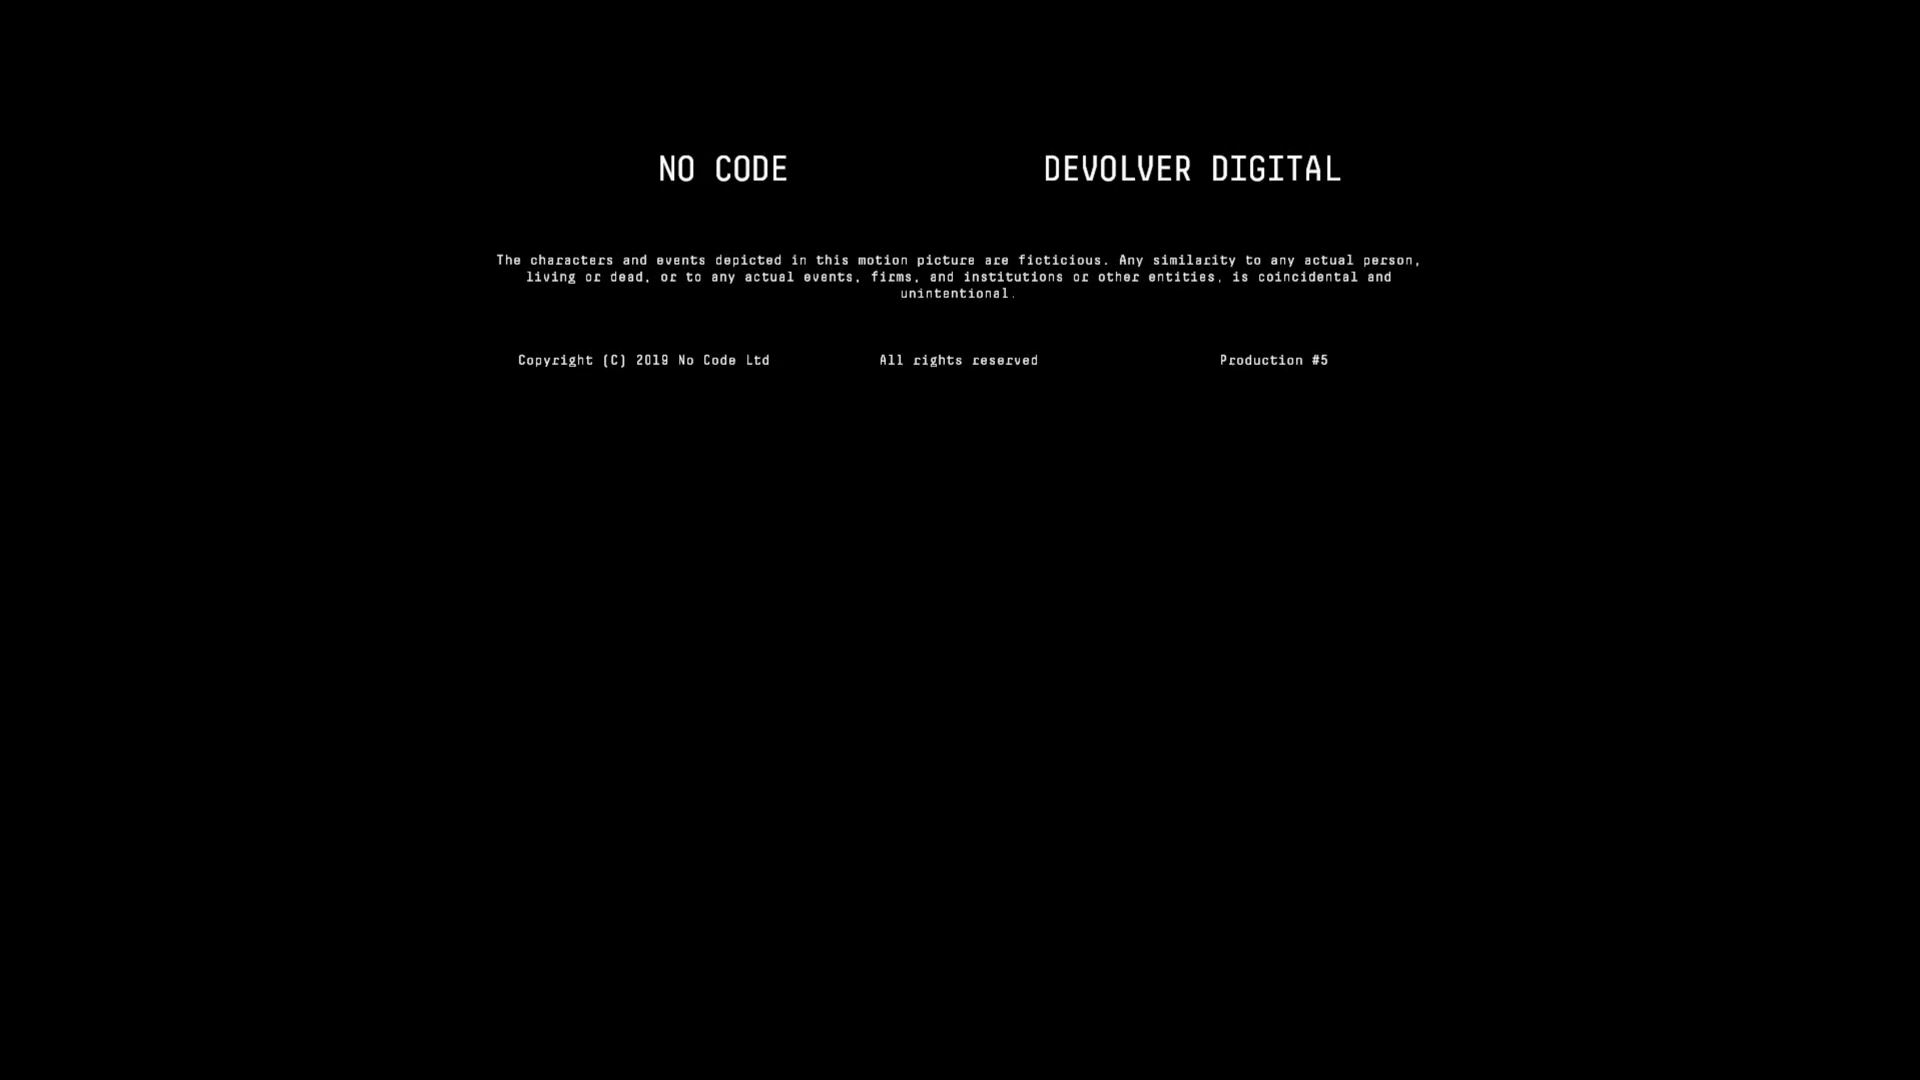 NO CODE DEVOLVER DIGITAL
The characters and events depicted in this motion picture are ficticious. Any similarity to any actual person,
living or dead, or to any actual events, firms, and institutions or other entities, is coincidental and
unintentional.
Copyright (C) 2019 No Code Ltd All rights reserved Production #5